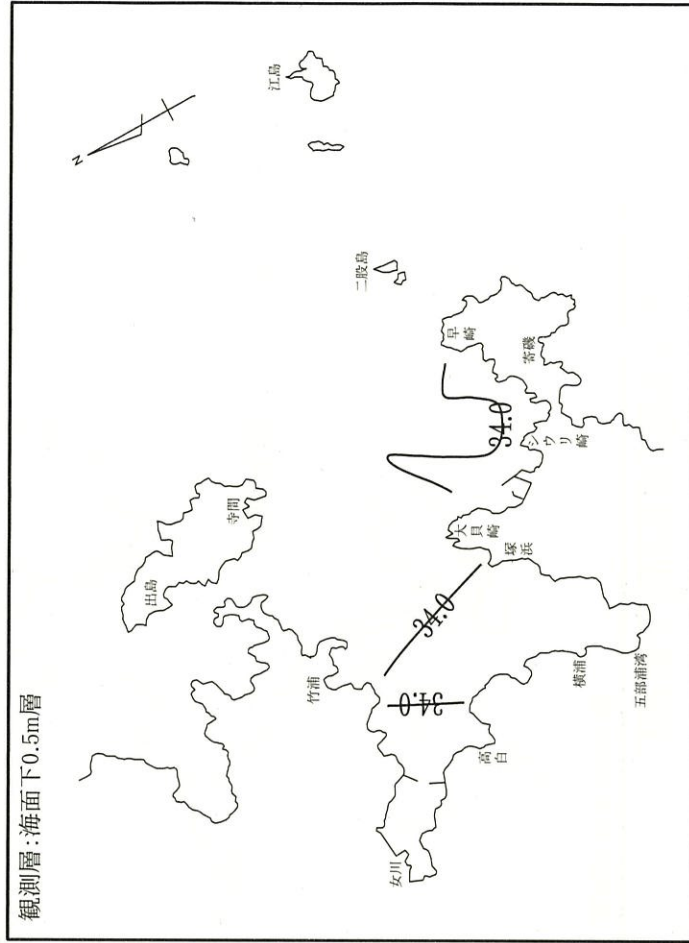 観測層:海面下0.5m層
N
江島
二股島
早崎
寄磯
34.0
シウリ崎
寺間
出島
大貝崎
塚浜
34.0
竹浦
34.0
横浦
五部浦湾
高白
女川